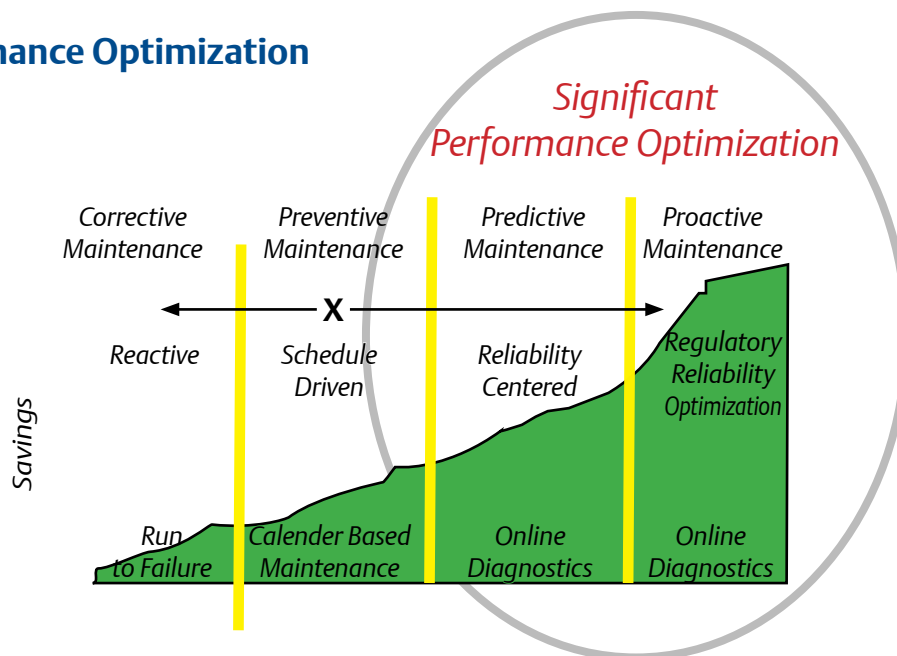 nance Optimization
Significant
Performance Optimization
Corrective
Maintenance
Preventive
Maintenance
Predictive
Maintenance
Proactive
Maintenance
X
Reactive
Schedule
Driven
Reliability
Centered
Regulatory
Reliability
Optimization
Savings
Run
to Failure
Calender Based
Maintenance
Online
Diagnostics
Online
Diagnostics